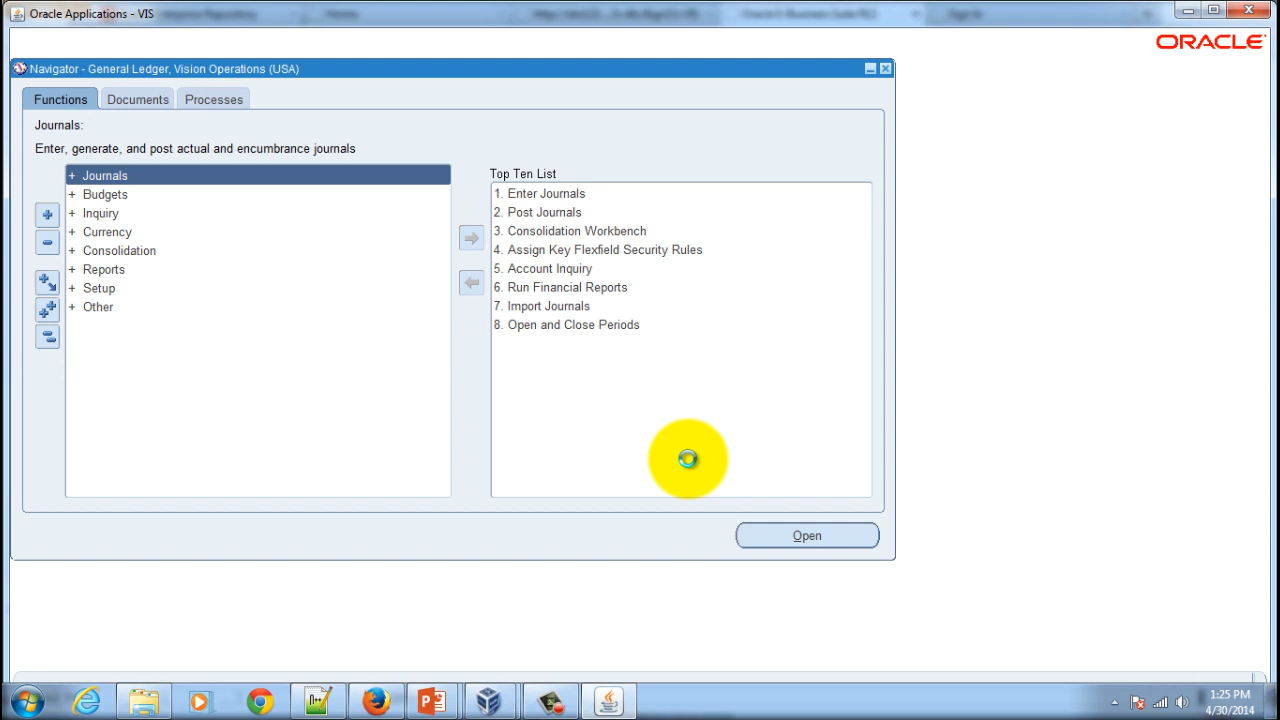 Oracle Applications - VIS
ORACLE
Navigator - General Ledger, Vision Operations (USA)
Functions
Documents
Processes
Journals:
Enter, generate, and post actual and encumbrance journals
+ Journals
+ Budgets
+ Inquiry
+ Currency
+ Consolidation
+ Reports
+ Setup
+ Other
Top Ten List
1. Enter Journals
2. Post Journals
3. Consolidation Workbench
4. Assign Key Flexfield Security Rules
5. Account Inquiry
6. Run Financial Reports
7. Import Journals
8. Open and Close Periods
Open
1:25 PM
4/30/2014